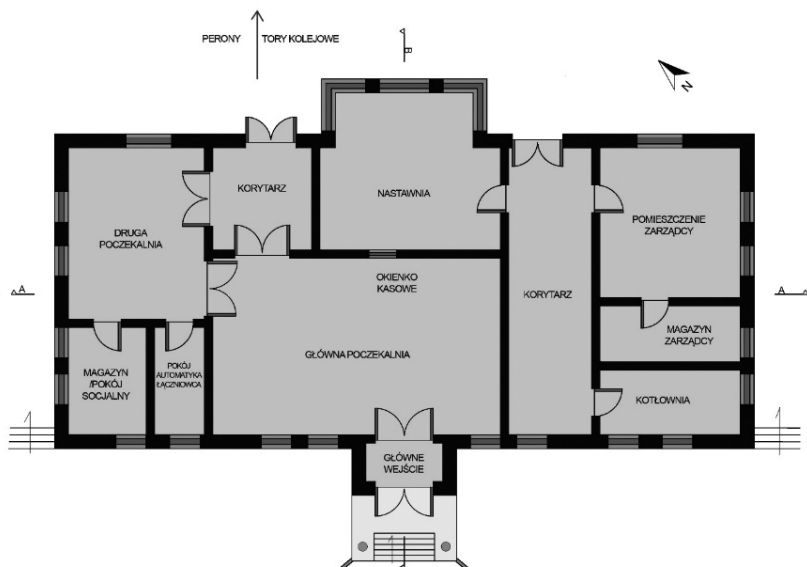 PERONY TORY KOLEJOWE
B
N
KORYTARZ
NASTAWNIA
DRUGA
POCZEKALNIA
POMIESZCZENIE
ZARZĄDCY
OKIENKO
KASOWE
A
KORYTARZ
A
MAGAZYN
ZARZĄDCY
GŁÓWNA POCZEKALNIA
MAGAZYN
/POKÓJ
SOCJALNY
POKÓJ
AUTOMATYKA
ŁĄCZNIOWCA
KOTŁOWNIA
GŁÓWNE
WEJŚCIE